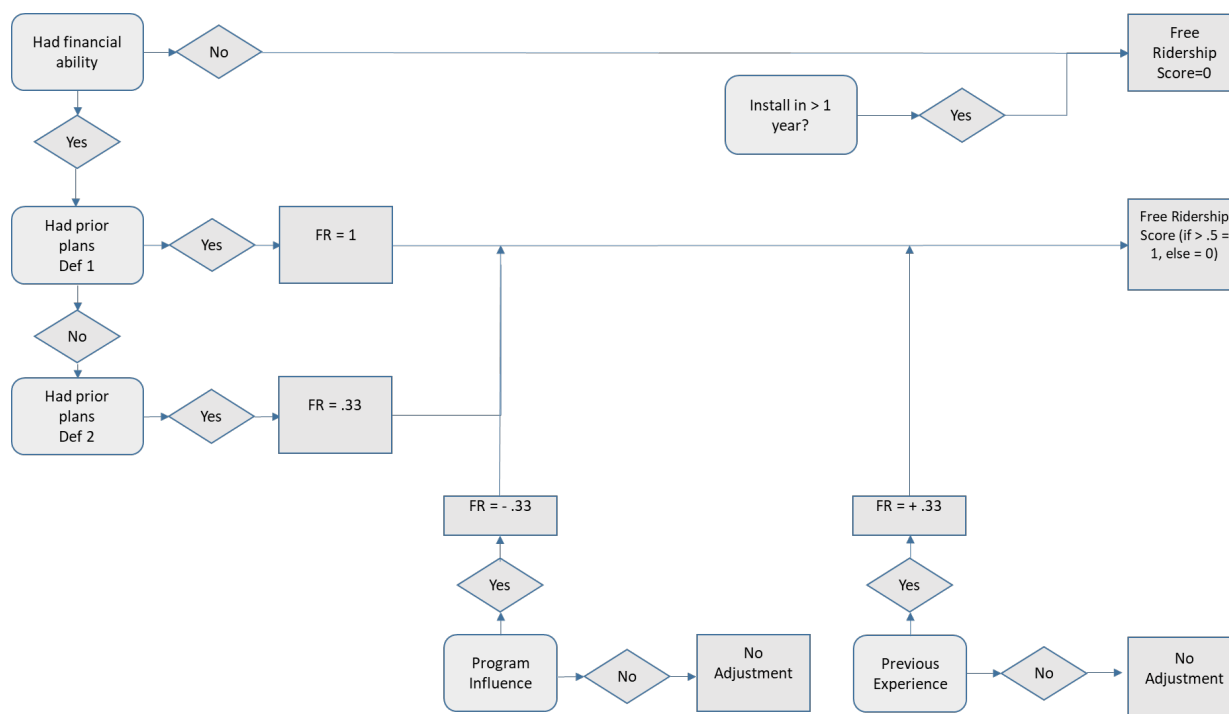 Had financial
ability
No
Free
Ridership
Score=0
Install in > 1
year?
Yes
Yes
Had prior
plans
Def 1
Yes
FR = 1
Free Ridership
Score (if > .5 =
1, else = 0)
No
Had prior
plans
Def 2
Yes
FR = .33
FR = - .33
FR = + .33
Yes
Yes
Program
Influence
No
No
Adjustment
Previous
Experience
No
No
Adjustment